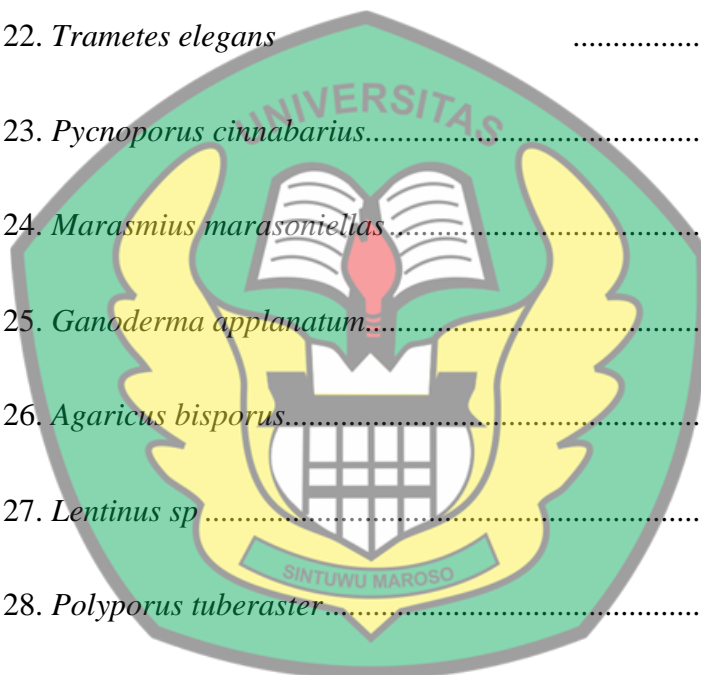 22. Trametes elegans ................
UNIVERSITAS
23. Pycnoporus cinnabarius..........................................
24. Marasmius marasoniellas ......................................
25. Ganoderma applanatum..........................................
26. Agaricus bisporus....................................................
27. Lentinus sp ..............................................................
SINTUWU MAROSO
28. Polyporus tuberaster...............................................